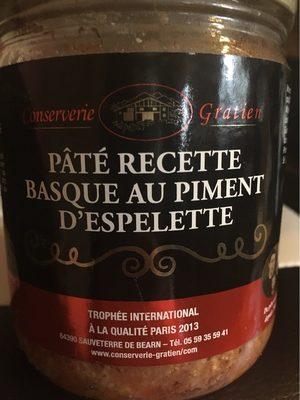 Conserverie Gratien
PÂTÉ RECETTE
BASQUE AU PIMENT
D'ESPELETTE
TROPHÉE INTERNATIONAL
À LA QUALITÉ PARIS 2013
64390 SAUVETERRE DE BEARN – Tél. 05 59 35 59 41
www.conserverie-gratien/com